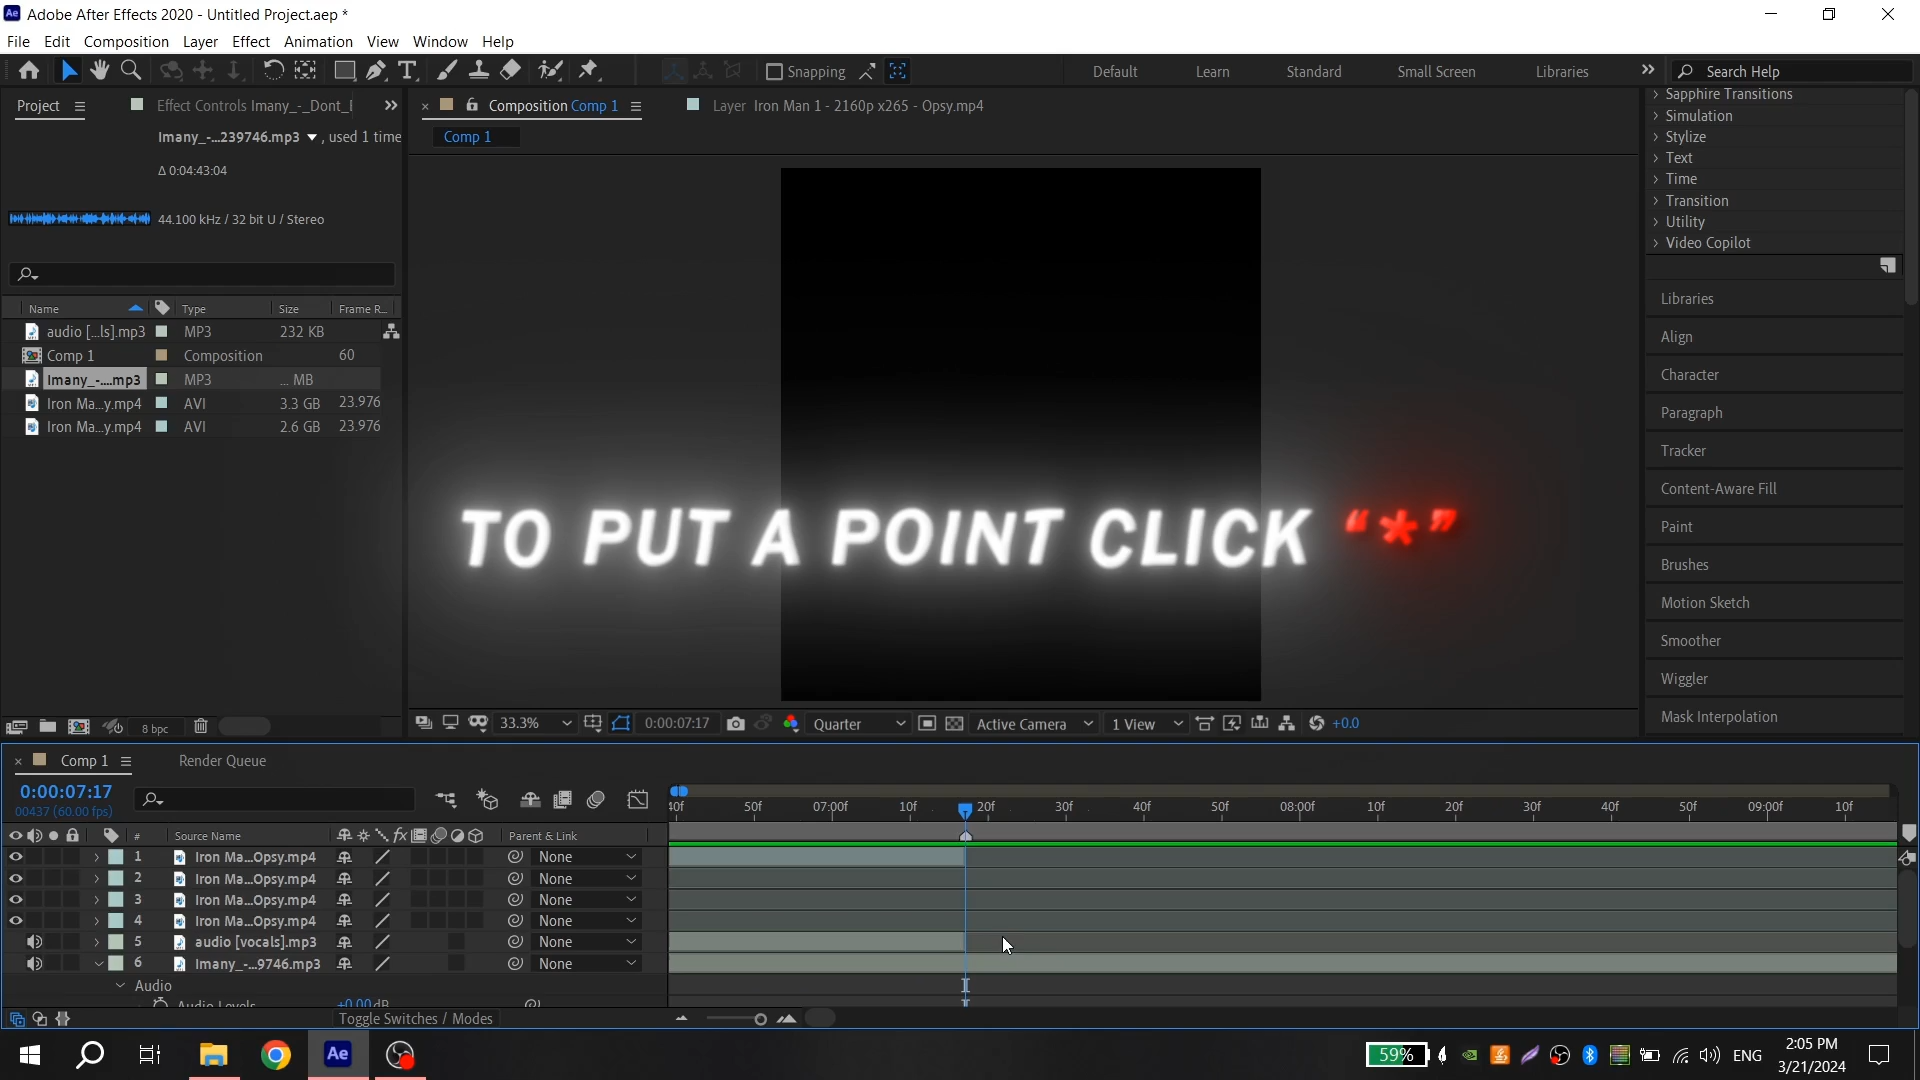 Adobe After Effects 2020 - Untitled Project.aep *
File Edit Composition Layer Effect Animation View Window Help
Snapping Default Learn Standard Small Screen Libraries Search Help
Project Effect Controls Imany_-_Dont_
Composition Comp 1 Layer Iron Man 1 - 2160p x265 - Opsy.mp4
Imany_-...239746.mp3 , used 1 time
Comp 1
Δ 0:04:43:04
44.100 kHz / 32 bit U / Stereo
Name Type Size Frame R...
audio [...ls].mp3 MP3 232 KB
Comp 1 Composition 60
Imany_-....mp3 MP3 ... MB
Iron Ma...y.mp4 AVI 3.3 GB 23.976
Iron Ma...y.mp4 AVI 2.6 GB 23.976
TO PUT A POINT CLICK “*”
Sapphire Transitions
Simulation
Stylize
Text
Time
Transition
Utility
Video Copilot
Libraries
Align
Character
Paragraph
Tracker
Content-Aware Fill
Paint
Brushes
Motion Sketch
Smoother
Wiggler
Mask Interpolation
8 bpc
33.3% 0:00:07:17 Quarter Active Camera 1 View +0.0
Comp 1 Render Queue
0:00:07:17
00437 (60.00 fps)
40f 50f 07:00f 10f 20f 30f 40f 50f 08:00f 10f 20f 30f 40f 50f 09:00f 10f
# Source Name fx Parent & Link
1 Iron Ma...Opsy.mp4 None
2 Iron Ma...Opsy.mp4 None
3 Iron Ma...Opsy.mp4 None
4 Iron Ma...Opsy.mp4 None
5 audio [vocals].mp3 None
6 Imany_-...9746.mp3 None
Audio
Audio Levels +0.00dB
Toggle Switches / Modes
Ae
59% ENG 2:05 PM
3/21/2024